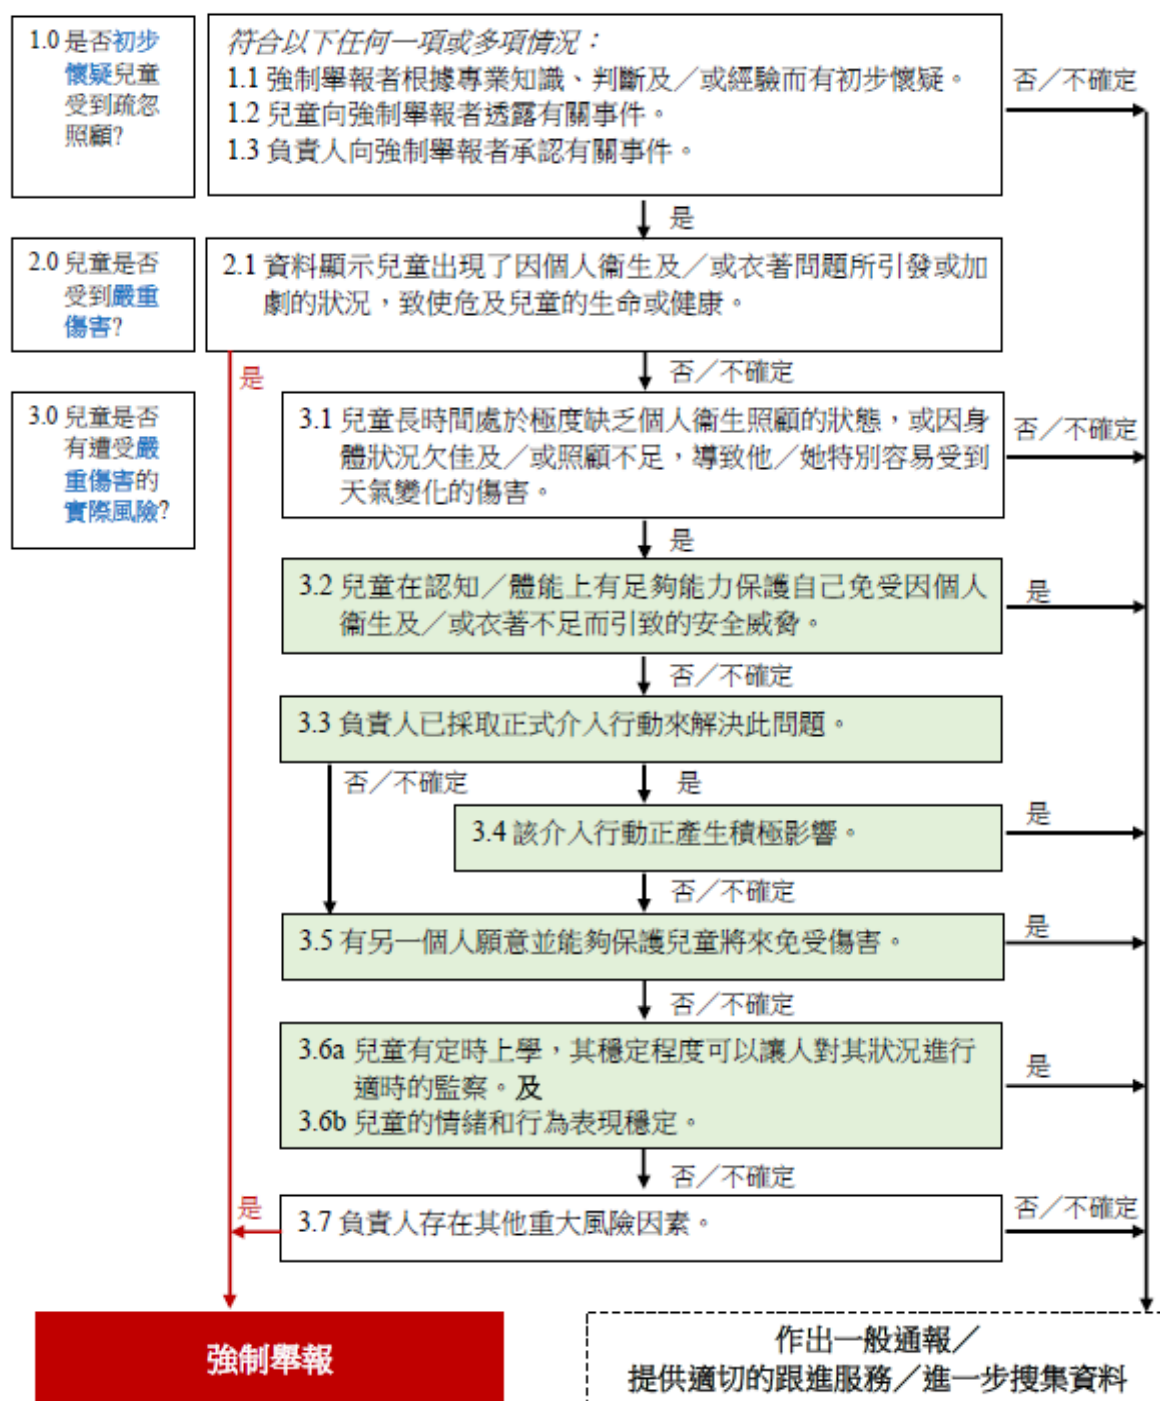 1.0 是否初步
懷疑兒童
受到疏忽
照顧?
符合以下任何一項或多項情況：
1.1 強制舉報者根據專業知識、判斷及／或經驗而有初步懷疑。
1.2 兒童向強制舉報者透露有關事件。
1.3 負責人向強制舉報者承認有關事件。
否／不確定
是
2.0 兒童是否
受到嚴重
傷害?
2.1 資料顯示兒童出現了因個人衞生及／或衣著問題所引發或加
劇的狀況，致使危及兒童的生命或健康。
是
否／不確定
3.0 兒童是否
有遭受嚴
重傷害的
實際風險?
3.1 兒童長時間處於極度缺乏個人衞生照顧的狀態，或因身
體狀況欠佳及／或照顧不足，導致他／她特別容易受到
天氣變化的傷害。
否／不確定
是
3.2 兒童在認知／體能上有足夠能力保護自己免受因個人
衞生及／或衣著不足而引致的安全威脅。
是
否／不確定
3.3 負責人已採取正式介入行動來解決此問題。
否／不確定
是
3.4 該介入行動正產生積極影響。
是
否／不確定
3.5 有另一個人願意並能夠保護兒童將來免受傷害。
是
否／不確定
3.6a 兒童有定時上學，其穩定程度可以讓人對其狀況進行
適時的監察。及
3.6b 兒童的情緒和行為表現穩定。
是
否／不確定
是
3.7 負責人存在其他重大風險因素。
否／不確定
強制舉報
作出一般通報／
提供適切的跟進服務／進一步搜集資料